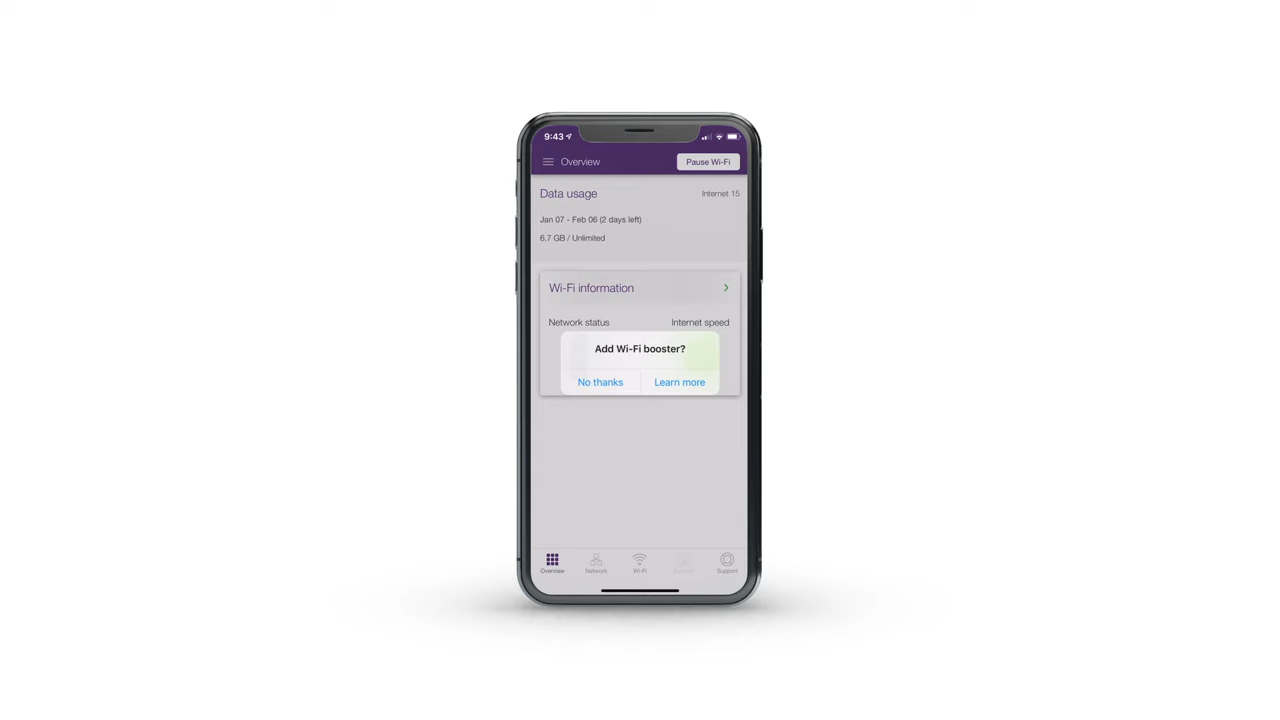 9:43
Overview
Pause Wi-Fi
Data usage
Internet 15
Jan 07 - Feb 06 (2 days left)
6.7 GB / Unlimited
Wi-Fi information
Network status
Internet speed
Add Wi-Fi booster?
No thanks
Learn more
Overview
Network
Wi-Fi
Support